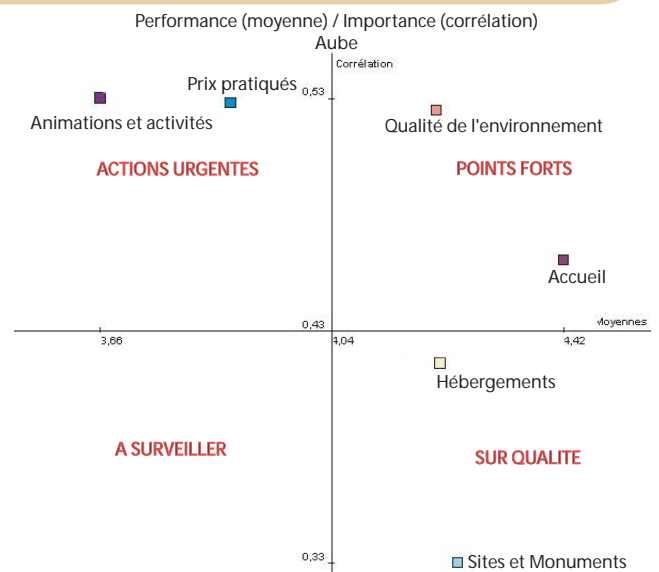 Performance (moyenne) / Importance (corrélation)
Aube
Corrélation
Prix pratiqués
0,53
Animations et activités
Qualité de l'environnement
ACTIONS URGENTES
POINTS FORTS
Accueil
0,43
Moyennes
3,66
4,04
4,42
Hébergements
A SURVEILLER
SUR QUALITE
0,33
Sites et Monuments